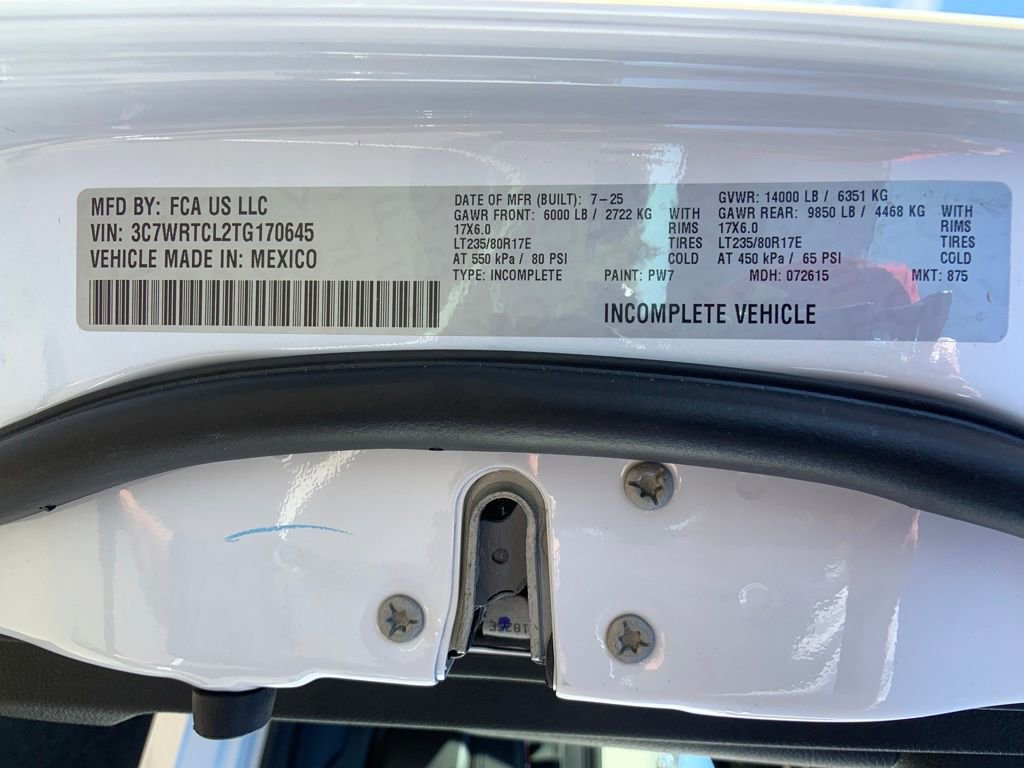 MFD BY: FCA US LLC
VIN: 3C7WRTCL2TG170645
VEHICLE MADE IN: MEXICO
DATE OF MFR (BUILT): 7-25 GVWR: 14000 LB / 6351 KG
GAWR FRONT: 6000 LB / 2722 KG WITH GAWR REAR: 9850 LB / 4468 KG WITH
17X6.0 RIMS 17X6.0 RIMS
LT235/80R17E TIRES LT235/80R17E TIRES
AT 550 kPa / 80 PSI COLD AT 450 kPa / 65 PSI COLD
TYPE: INCOMPLETE PAINT: PW7 MDH: 072615 MKT: 875
INCOMPLETE VEHICLE